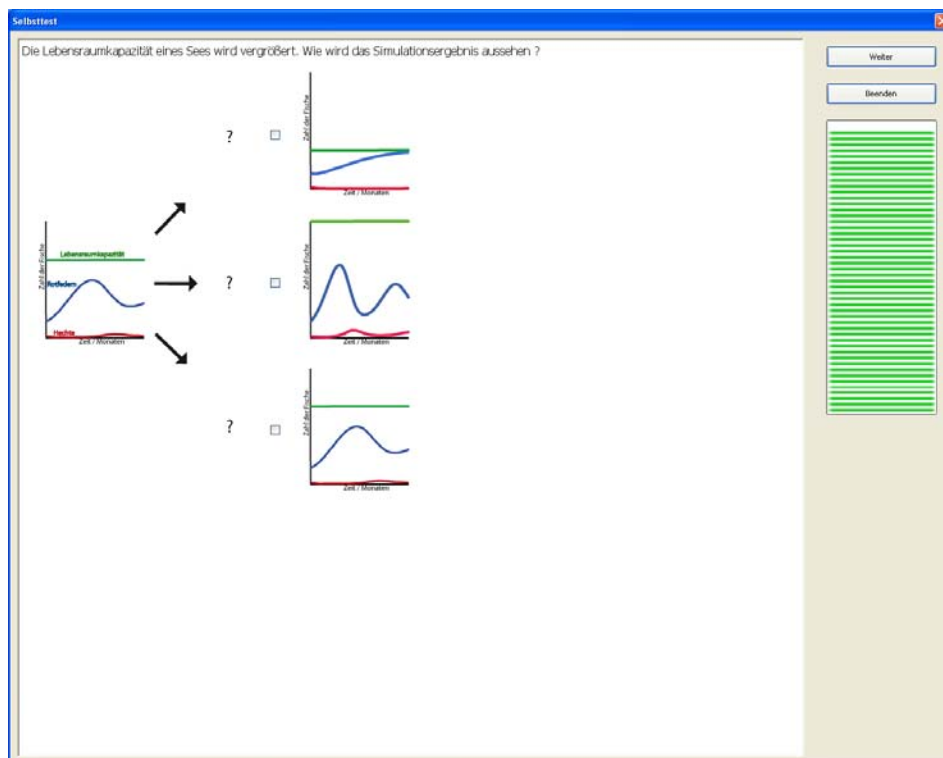 Selbsttest
Die Lebensraumkapazität eines Sees wird vergrößert. Wie wird das Simulationsergebnis aussehen ?
Weiter
Beenden
?
Zahl der Fische
Zeit / Monaten
Zahl der Fische
Lebensraumkapazität
Rotfedern
Hechte
Zeit / Monaten
?
Zahl der Fische
Zeit / Monaten
?
Zahl der Fische
Zeit / Monaten